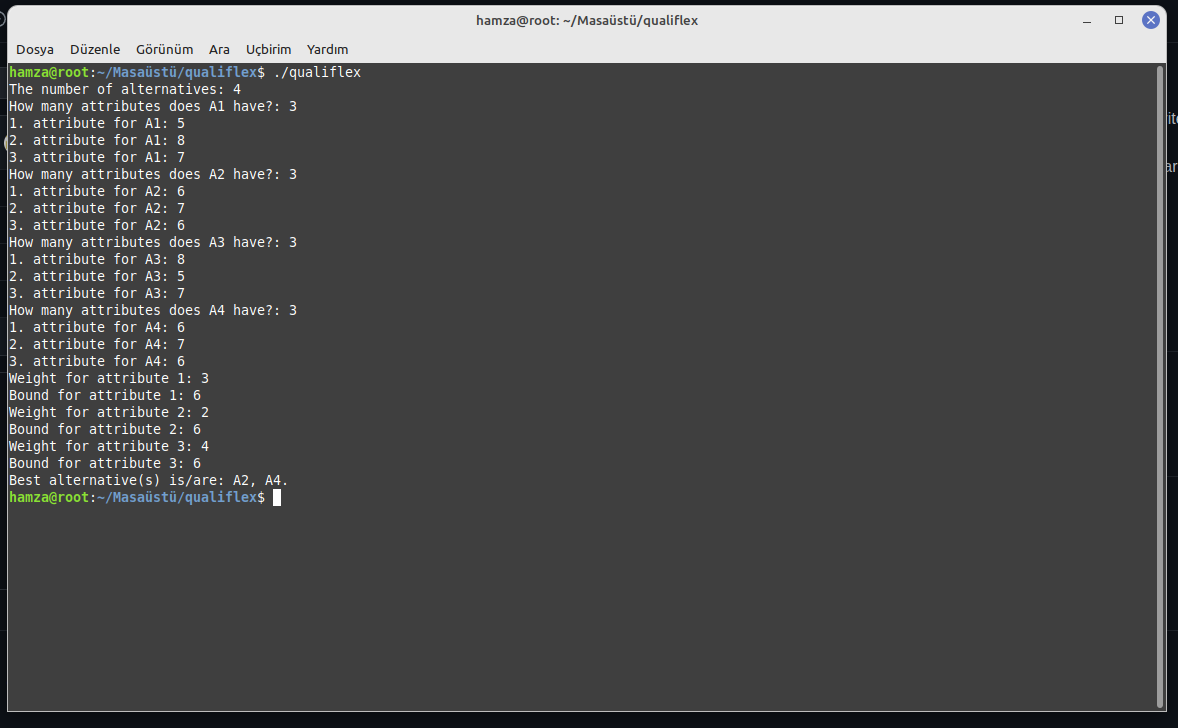 hamza@root: ~/Masaüstü/qualiflex
Dosya Düzenle Görünüm Ara Uçbirim Yardım
hamza@root:~/Masaüstü/qualiflex$ ./qualiflex
The number of alternatives: 4
How many attributes does A1 have?: 3
1. attribute for A1: 5
2. attribute for A1: 8
3. attribute for A1: 7
How many attributes does A2 have?: 3
1. attribute for A2: 6
2. attribute for A2: 7
3. attribute for A2: 6
How many attributes does A3 have?: 3
1. attribute for A3: 8
2. attribute for A3: 5
3. attribute for A3: 7
How many attributes does A4 have?: 3
1. attribute for A4: 6
2. attribute for A4: 7
3. attribute for A4: 6
Weight for attribute 1: 3
Bound for attribute 1: 6
Weight for attribute 2: 2
Bound for attribute 2: 6
Weight for attribute 3: 4
Bound for attribute 3: 6
Best alternative(s) is/are: A2, A4.
hamza@root:~/Masaüstü/qualiflex$